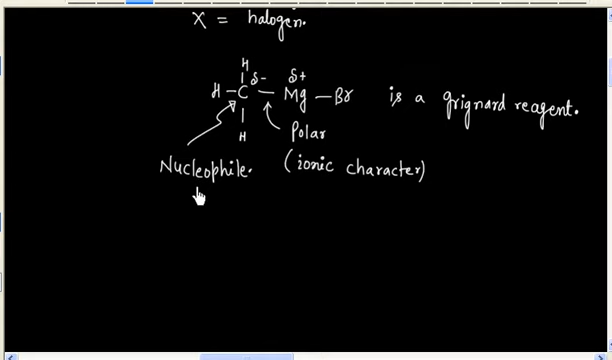 X = halogen.
H
δ- δ+
H - C - Mg - Br is a grignard reagent.
H Polar
Nucleophile. (ionic character)